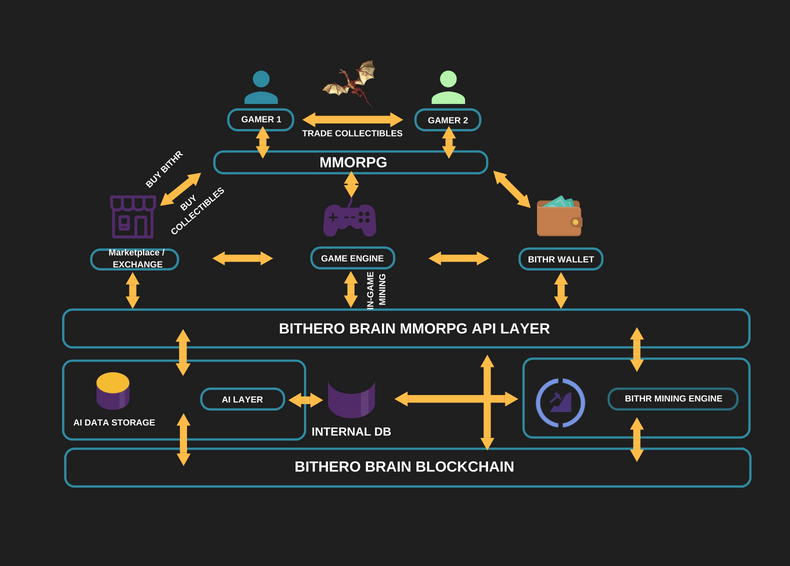 GAMER 1
GAMER 2
TRADE COLLECTIBLES
MMORPG
BUY BITHR
BUY
COLLECTIBLES
Marketplace /
EXCHANGE
GAME ENGINE
BITHR WALLET
IN-GAME
MINING
BITHERO BRAIN MMORPG API LAYER
AI DATA STORAGE
AI LAYER
INTERNAL DB
BITHR MINING ENGINE
BITHERO BRAIN BLOCKCHAIN